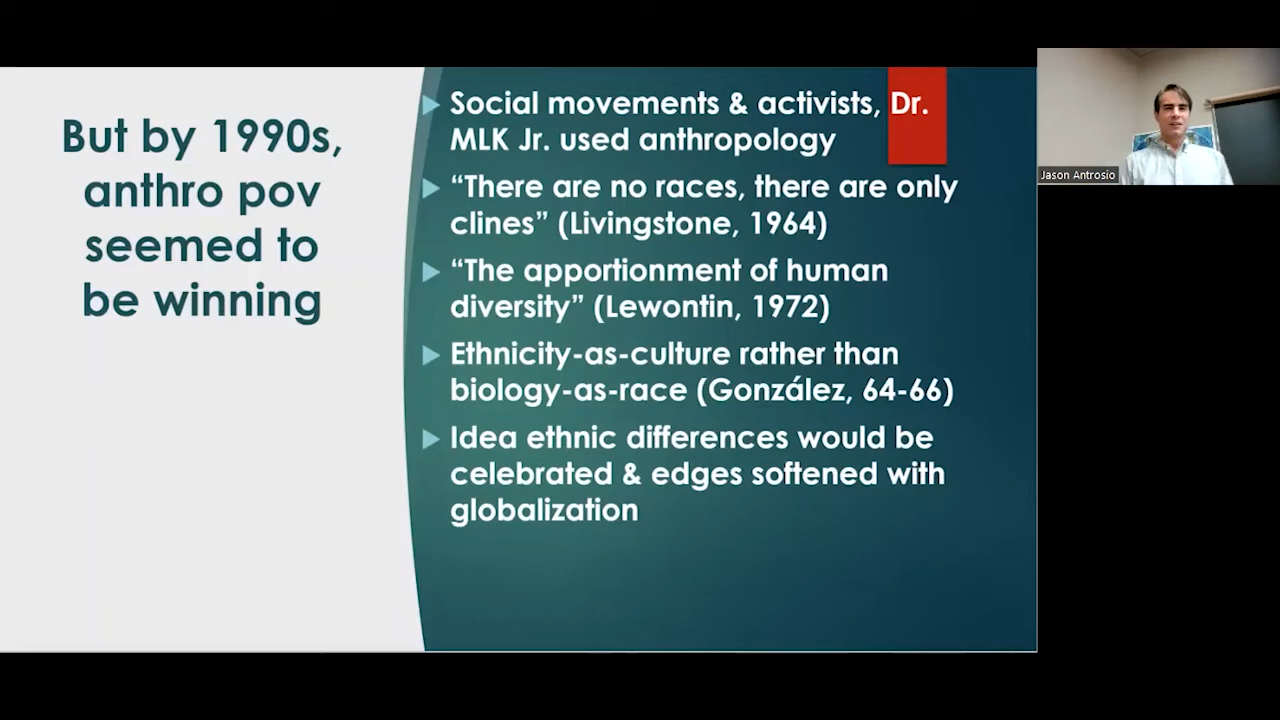 But by 1990s,
anthro pov
seemed to
be winning
Social movements & activists, Dr.
MLK Jr. used anthropology
“There are no races, there are only
clines” (Livingstone, 1964)
“The apportionment of human
diversity” (Lewontin, 1972)
Ethnicity-as-culture rather than
biology-as-race (González, 64-66)
Idea ethnic differences would be
celebrated & edges softened with
globalization
Jason Antrosio